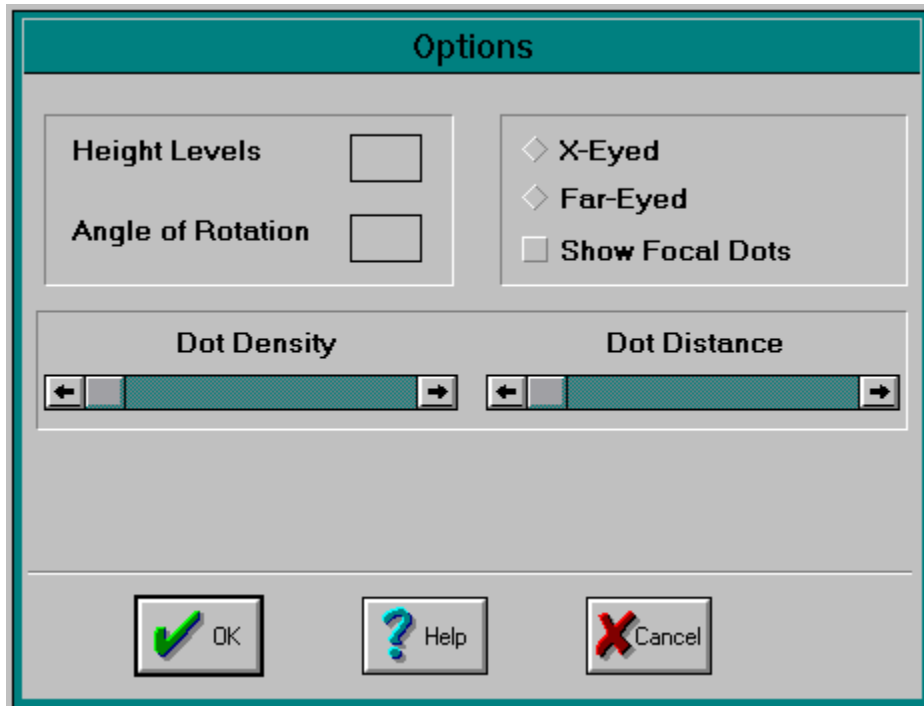 Options
Height Levels
Angle of Rotation
X-Eyed
Far-Eyed
Show Focal Dots
Dot Density
Dot Distance
OK
Help
Cancel